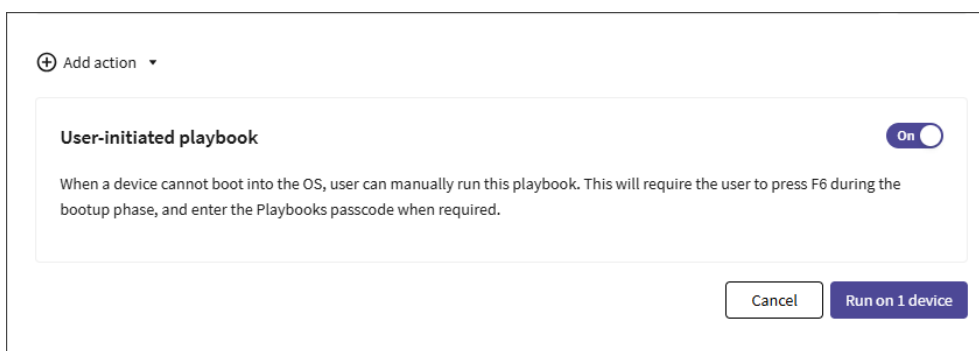 Add action
User-initiated playbook
On
When a device cannot boot into the OS, user can manually run this playbook. This will require the user to press F6 during the
bootup phase, and enter the Playbooks passcode when required.
Cancel
Run on 1 device